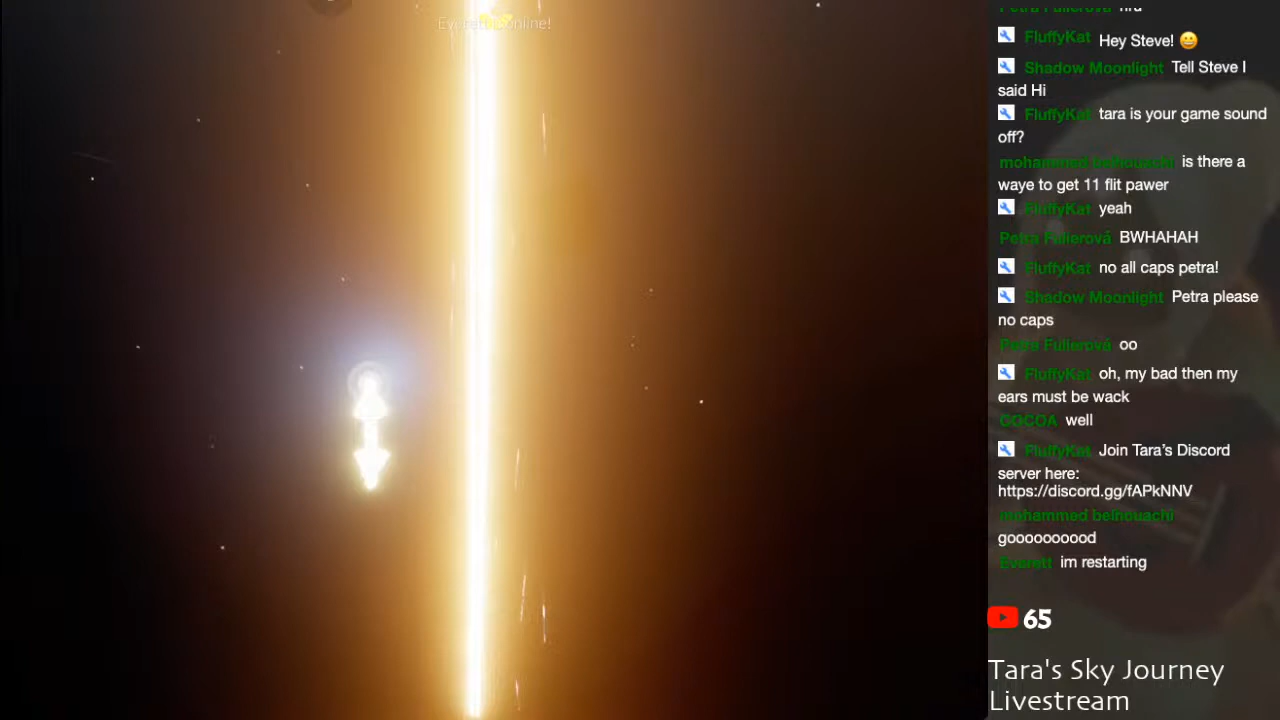 Everett is online!
Petra Fullerová hru
FluffyKat Hey Steve! 😀
Shadow Moonlight Tell Steve I
said Hi
FluffyKat tara is your game sound
off?
mohammed belhouachi is there a
waye to get 11 flit pawer
FluffyKat yeah
Petra Fullerová BWHAHAH
FluffyKat no all caps petra!
Shadow Moonlight Petra please
no caps
Petra Fullerová oo
FluffyKat oh, my bad then my
ears must be wack
COCOA well
FluffyKat Join Tara’s Discord
server here:
https://discord.gg/fAPkNNV
mohammed belhouachi
goooooooood
Everett im restarting
65
Tara's Sky Journey
Livestream